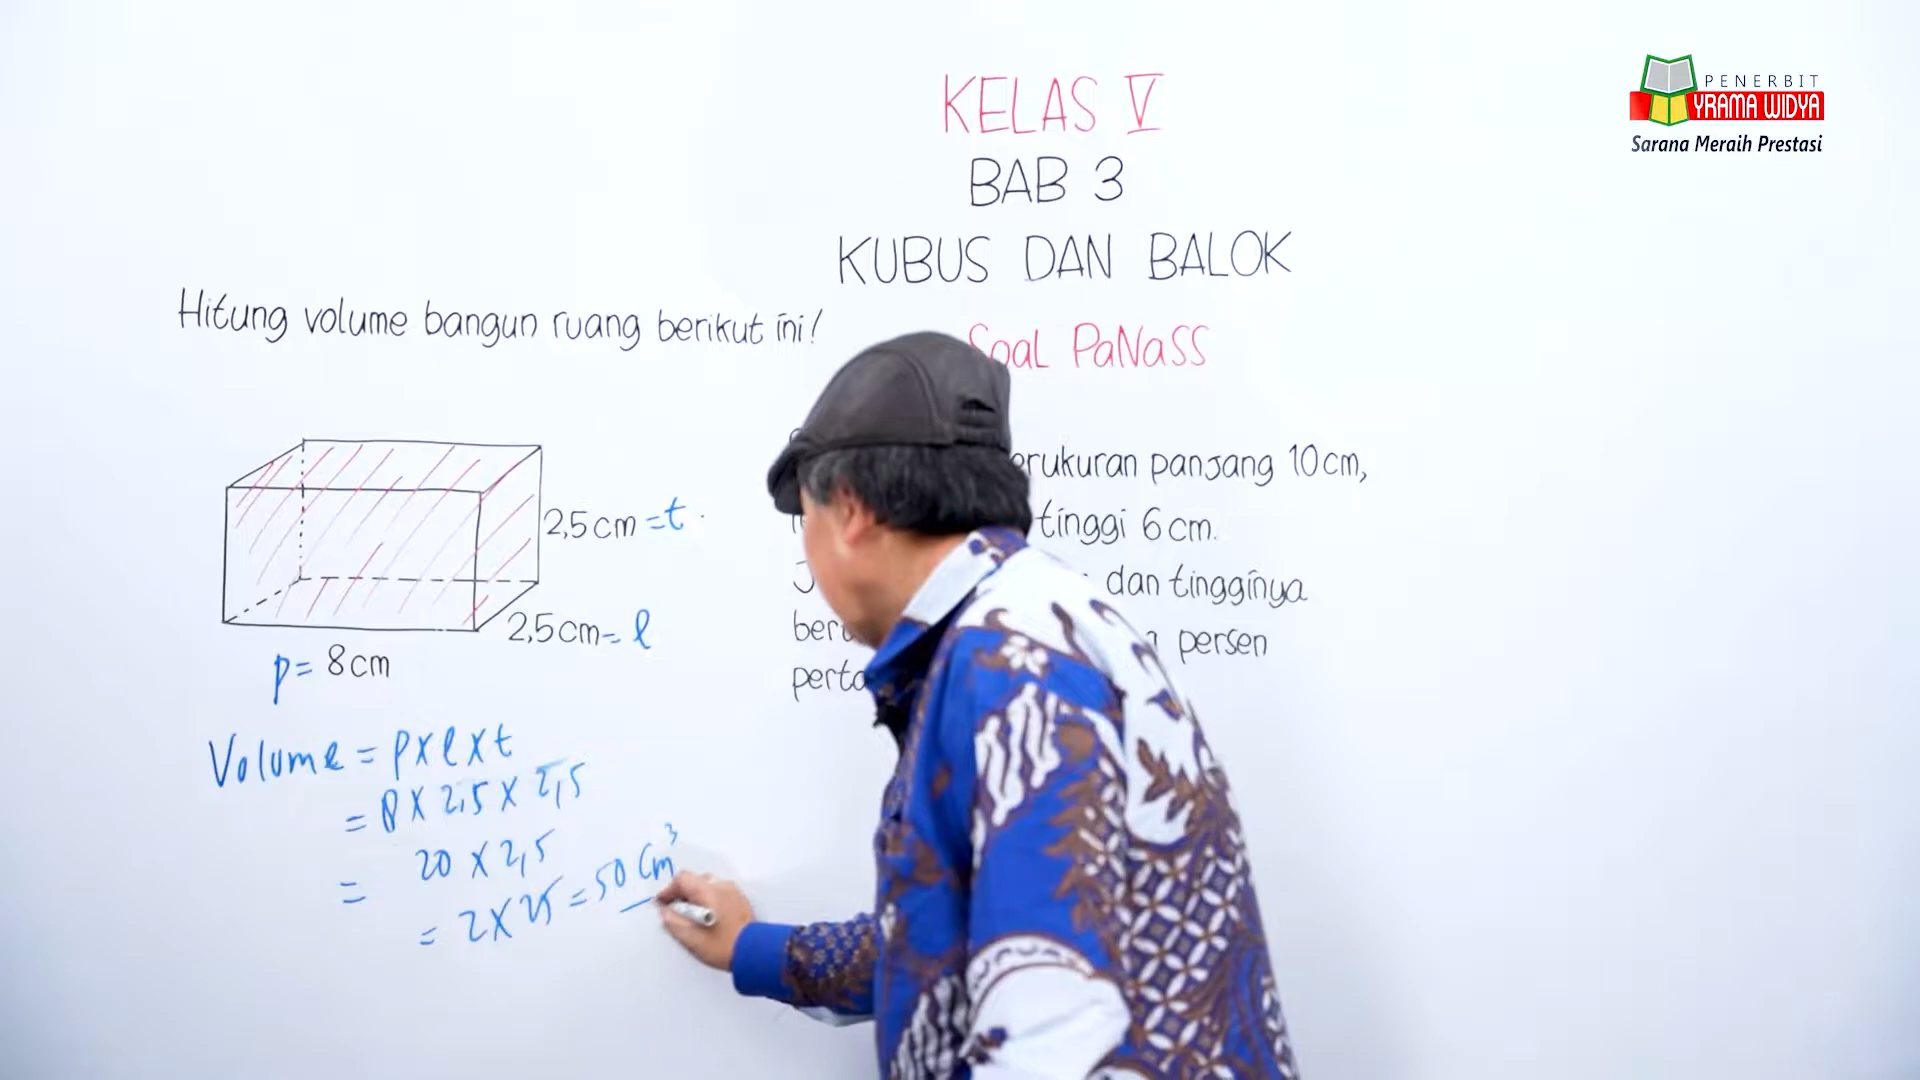 PENERBIT
YRAMA WIDYA
Sarana Meraih Prestasi
KELAS V
BAB 3
KUBUS DAN BALOK
Hitung volume bangun ruang berikut ini!
2,5 cm = t
2,5 cm = l
p = 8 cm
Volume = p x l x t
= 8 x 2,5 x 2,5
= 20 x 2,5
= 2 x 25 = 50 Cm³
Soal PaNaSS
panjang 10 cm,
tinggi 6 cm.
dan tingginya
persen